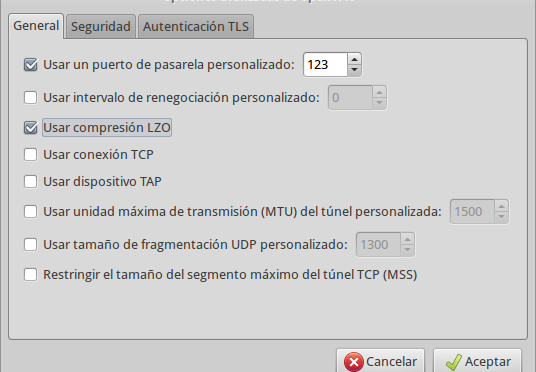 General
Seguridad
Autenticación TLS
Usar un puerto de pasarela personalizado: 123
Usar intervalo de renegociación personalizado: 0
Usar compresión LZO
Usar conexión TCP
Usar dispositivo TAP
Usar unidad máxima de transmisión (MTU) del túnel personalizada: 1500
Usar tamaño de fragmentación UDP personalizado: 1300
Restringir el tamaño del segmento máximo del túnel TCP (MSS)
Cancelar
Aceptar